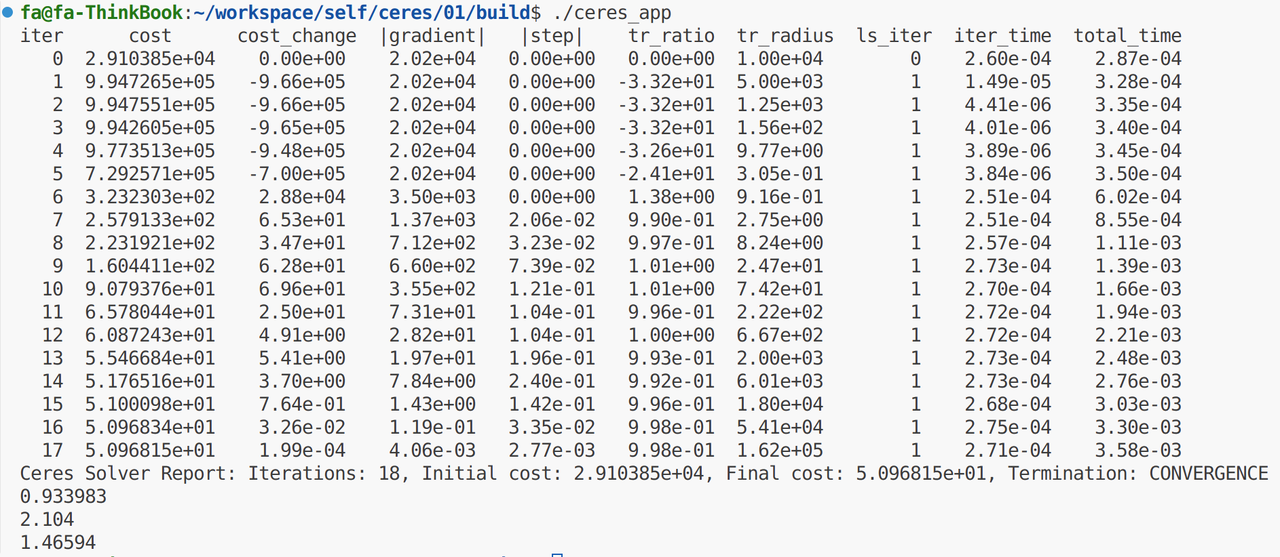 fa@fa-ThinkBook:~/workspace/self/ceres/01/build$ ./ceres_app
iter cost cost_change |gradient| |step| tr_ratio tr_radius ls_iter iter_time total_time
0 2.910385e+04 0.00e+00 2.02e+04 0.00e+00 0.00e+00 1.00e+04 0 2.60e-04 2.87e-04
1 9.947265e+05 -9.66e+05 2.02e+04 0.00e+00 -3.32e+01 5.00e+03 1 1.49e-05 3.28e-04
2 9.947551e+05 -9.66e+05 2.02e+04 0.00e+00 -3.32e+01 1.25e+03 1 4.41e-06 3.35e-04
3 9.942605e+05 -9.65e+05 2.02e+04 0.00e+00 -3.32e+01 1.56e+02 1 4.01e-06 3.40e-04
4 9.773513e+05 -9.48e+05 2.02e+04 0.00e+00 -3.26e+01 9.77e+00 1 3.89e-06 3.45e-04
5 7.292571e+05 -7.00e+05 2.02e+04 0.00e+00 -2.41e+01 3.05e-01 1 3.84e-06 3.50e-04
6 3.232303e+02 2.88e+04 3.50e+03 0.00e+00 1.38e+00 9.16e-01 1 2.51e-04 6.02e-04
7 2.579133e+02 6.53e+01 1.37e+03 2.06e-02 9.90e-01 2.75e+00 1 2.51e-04 8.55e-04
8 2.231921e+02 3.47e+01 7.12e+02 3.23e-02 9.97e-01 8.24e+00 1 2.57e-04 1.11e-03
9 1.604411e+02 6.28e+01 6.60e+02 7.39e-02 1.01e+00 2.47e+01 1 2.73e-04 1.39e-03
10 9.079376e+01 6.96e+01 3.55e+02 1.21e-01 1.01e+00 7.42e+01 1 2.70e-04 1.66e-03
11 6.578044e+01 2.50e+01 7.31e+01 1.04e-01 9.96e-01 2.22e+02 1 2.72e-04 1.94e-03
12 6.087243e+01 4.91e+00 2.82e+01 1.04e-01 1.00e+00 6.67e+02 1 2.72e-04 2.21e-03
13 5.546684e+01 5.41e+00 1.97e+01 1.96e-01 9.93e-01 2.00e+03 1 2.73e-04 2.48e-03
14 5.176516e+01 3.70e+00 7.84e+00 2.40e-01 9.92e-01 6.01e+03 1 2.73e-04 2.76e-03
15 5.100098e+01 7.64e-01 1.43e+00 1.42e-01 9.96e-01 1.80e+04 1 2.68e-04 3.03e-03
16 5.096834e+01 3.26e-02 1.19e-01 3.35e-02 9.98e-01 5.41e+04 1 2.75e-04 3.30e-03
17 5.096815e+01 1.99e-04 4.06e-03 2.77e-03 9.98e-01 1.62e+05 1 2.71e-04 3.58e-03
Ceres Solver Report: Iterations: 18, Initial cost: 2.910385e+04, Final cost: 5.096815e+01, Termination: CONVERGENCE
0.933983
2.104
1.46594